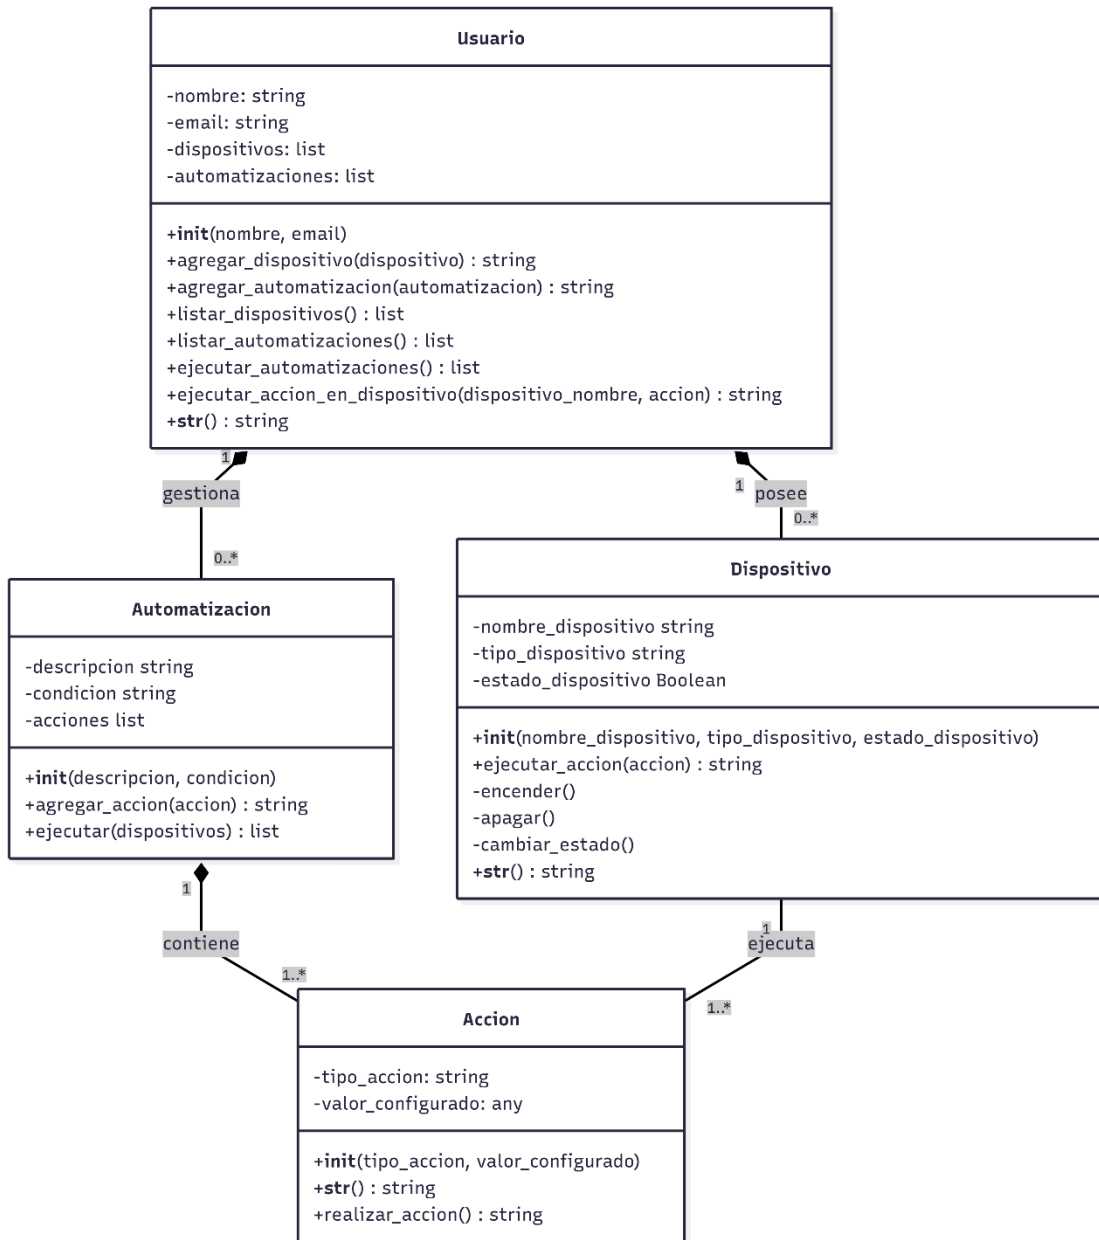 Usuario
-nombre: string
-email: string
-dispositivos: list
-automatizaciones: list
+init(nombre, email)
+agregar_dispositivo(dispositivo) : string
+agregar_automatizacion(automatizacion) : string
+listar_dispositivos() : list
+listar_automatizaciones() : list
+ejecutar_automatizaciones() : list
+ejecutar_accion_en_dispositivo(dispositivo_nombre, accion) : string
+str() : string
1
gestiona
0..*
1
posee
0..*
Automatizacion
-descripcion string
-condicion string
-acciones list
+init(descripcion, condicion)
+agregar_accion(accion) : string
+ejecutar(dispositivos) : list
Dispositivo
-nombre_dispositivo string
-tipo_dispositivo string
-estado_dispositivo Boolean
+init(nombre_dispositivo, tipo_dispositivo, estado_dispositivo)
+ejecutar_accion(accion) : string
-encender()
-apagar()
-cambiar_estado()
+str() : string
1
contiene
1..*
1
ejecuta
1..*
Accion
-tipo_accion: string
-valor_configurado: any
+init(tipo_accion, valor_configurado)
+str() : string
+realizar_accion() : string